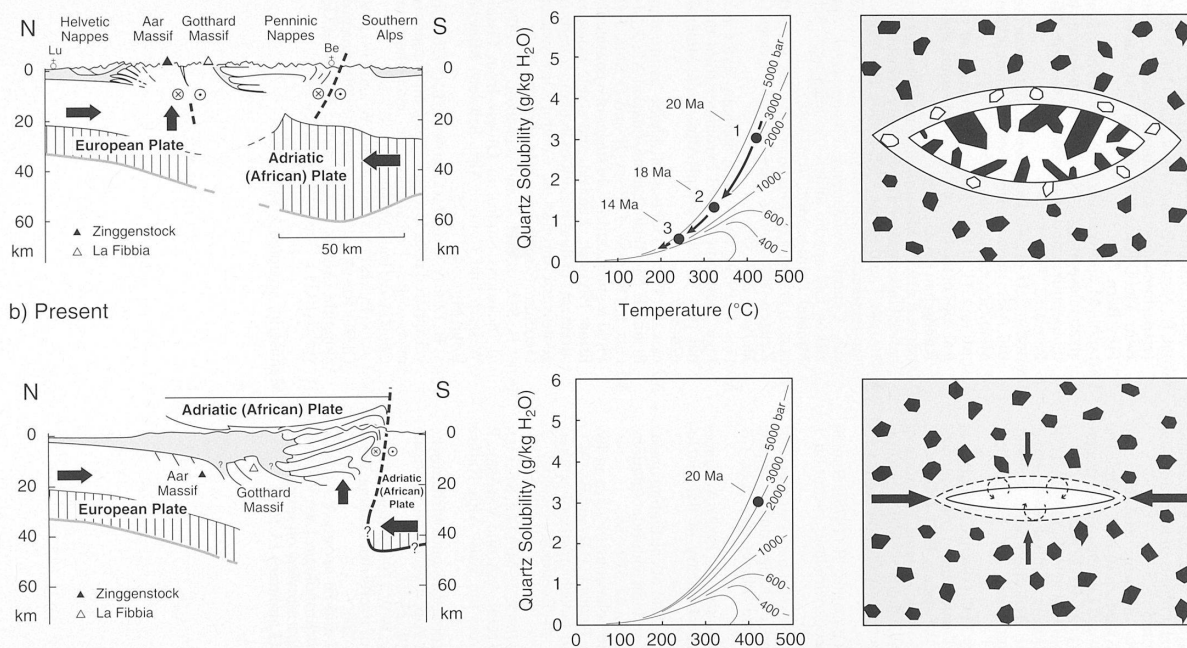 N
Helvetic Nappes
Aar Massif
Gotthard Massif
Penninic Nappes
Southern Alps
S
Lu
Be
0
20
40
60
km
0
20
40
60
km
European Plate
Adriatic (African) Plate
▲ Zinggenstock
△ La Fibbia
50 km
Quartz Solubility (g/kg H2O)
6
5
4
3
2
1
0
20 Ma
1
18 Ma
2
14 Ma
3
5000 bar
3000
2000
1000
600
400
0 100 200 300 400 500
Temperature (°C)
b) Present
N
S
Adriatic (African) Plate
0
20
40
60
km
0
20
40
60
km
?
?
Aar Massif
Gotthard Massif
Adriatic (African) Plate
European Plate
?
?
▲ Zinggenstock
△ La Fibbia
Quartz Solubility (g/kg H2O)
6
5
4
3
2
1
0
20 Ma
5000 bar
3000
2000
1000
600
400
0 100 200 300 400 500